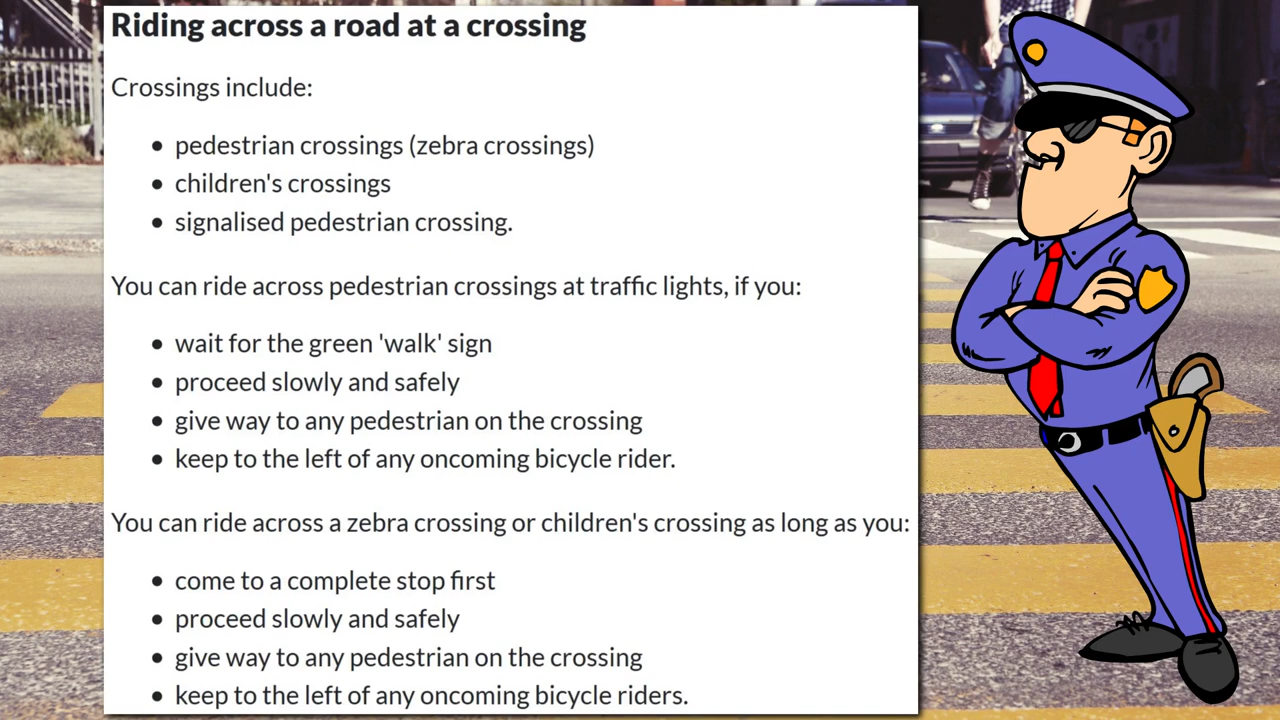 Riding across a road at a crossing
Crossings include:
pedestrian crossings (zebra crossings)
children's crossings
signalised pedestrian crossing.
You can ride across pedestrian crossings at traffic lights, if you:
wait for the green 'walk' sign
proceed slowly and safely
give way to any pedestrian on the crossing
keep to the left of any oncoming bicycle rider.
You can ride across a zebra crossing or children's crossing as long as you:
come to a complete stop first
proceed slowly and safely
give way to any pedestrian on the crossing
keep to the left of any oncoming bicycle riders.